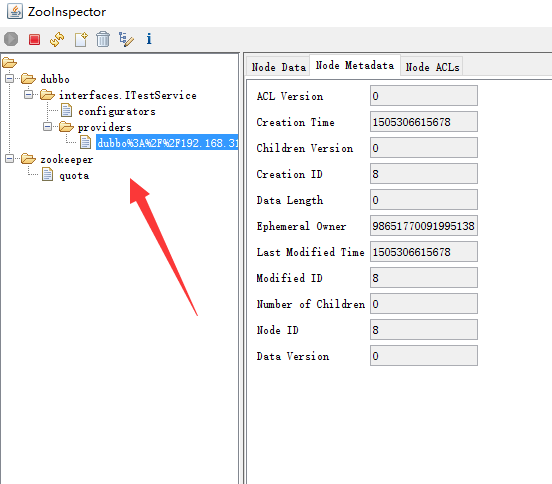 ZooInspector
dubbo
interfaces.ITestService
configurators
providers
dubbo%3A%2F%2F192.168.31
zookeeper
quota
Node Data Node Metadata Node ACLs
ACL Version 0
Creation Time 1505306615678
Children Version 0
Creation ID 8
Data Length 0
Ephemeral Owner 98651770091995138
Last Modified Time 1505306615678
Modified ID 8
Number of Children 0
Node ID 8
Data Version 0